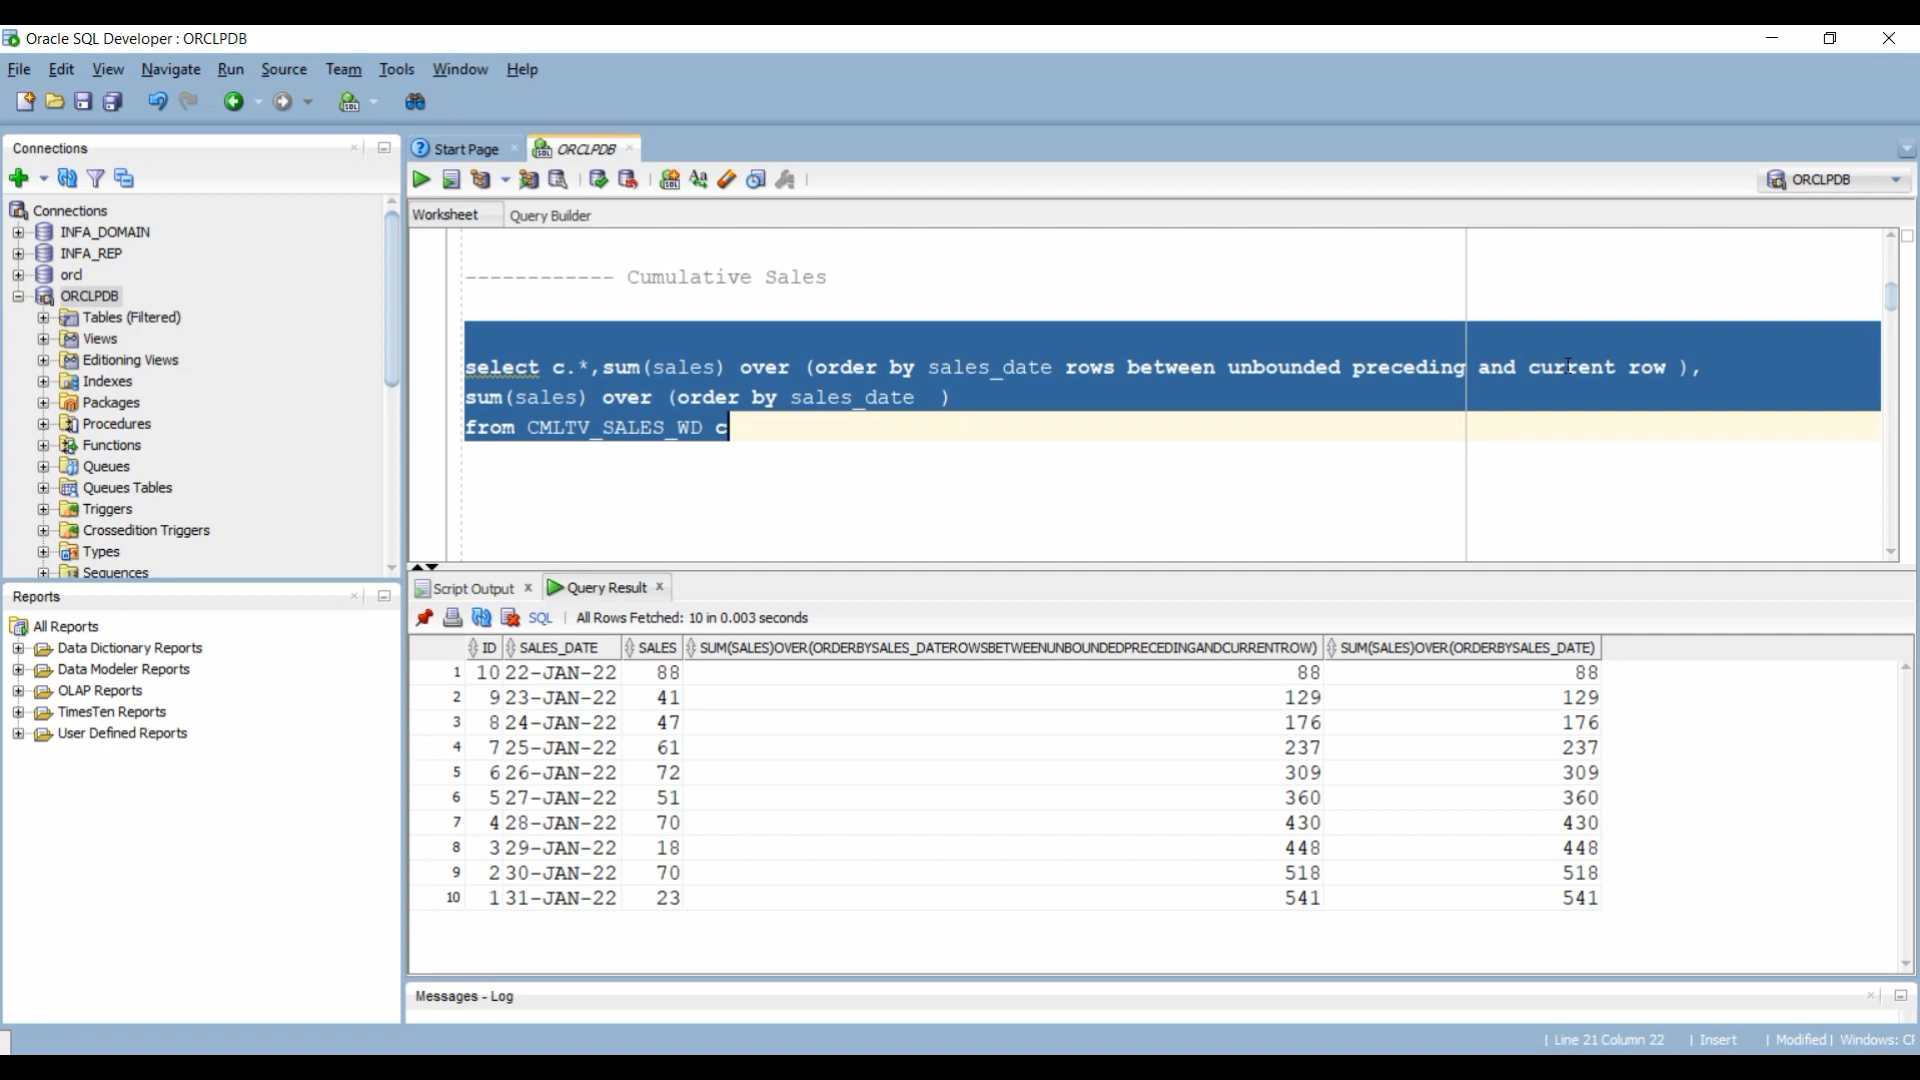 Oracle SQL Developer : ORCLPDB
File Edit View Navigate Run Source Team Tools Window Help
Connections
Start Page
ORCLPDB
ORCLPDB
Connections
Worksheet Query Builder
INFA_DOMAIN
INFA_REP
orcl
ORCLPDB
Tables (Filtered)
Views
Editioning Views
Indexes
Packages
Procedures
Functions
Queues
Queues Tables
Triggers
Crossedition Triggers
Types
Sequences
------------ Cumulative Sales
select c.*,sum(sales) over (order by sales_date rows between unbounded preceding and current row ),
sum(sales) over (order by sales_date )
from CMLTV_SALES_WD c
Reports
All Reports
Data Dictionary Reports
Data Modeler Reports
OLAP Reports
TimesTen Reports
User Defined Reports
Script Output Query Result
SQL | All Rows Fetched: 10 in 0.003 seconds
ID SALES_DATE SALES SUM(SALES)OVER(ORDERBYSALES_DATEROWSBETWEENUNBOUNDEDPRECEDINGANDCURRENTROW) SUM(SALES)OVER(ORDERBYSALES_DATE)
1 10 22-JAN-22 88 88 88
2 9 23-JAN-22 41 129 129
3 8 24-JAN-22 47 176 176
4 7 25-JAN-22 61 237 237
5 6 26-JAN-22 72 309 309
6 5 27-JAN-22 51 360 360
7 4 28-JAN-22 70 430 430
8 3 29-JAN-22 18 448 448
9 2 30-JAN-22 70 518 518
10 1 31-JAN-22 23 541 541
Messages - Log
| Line 21 Column 22 | Insert | Modified | Windows: CF